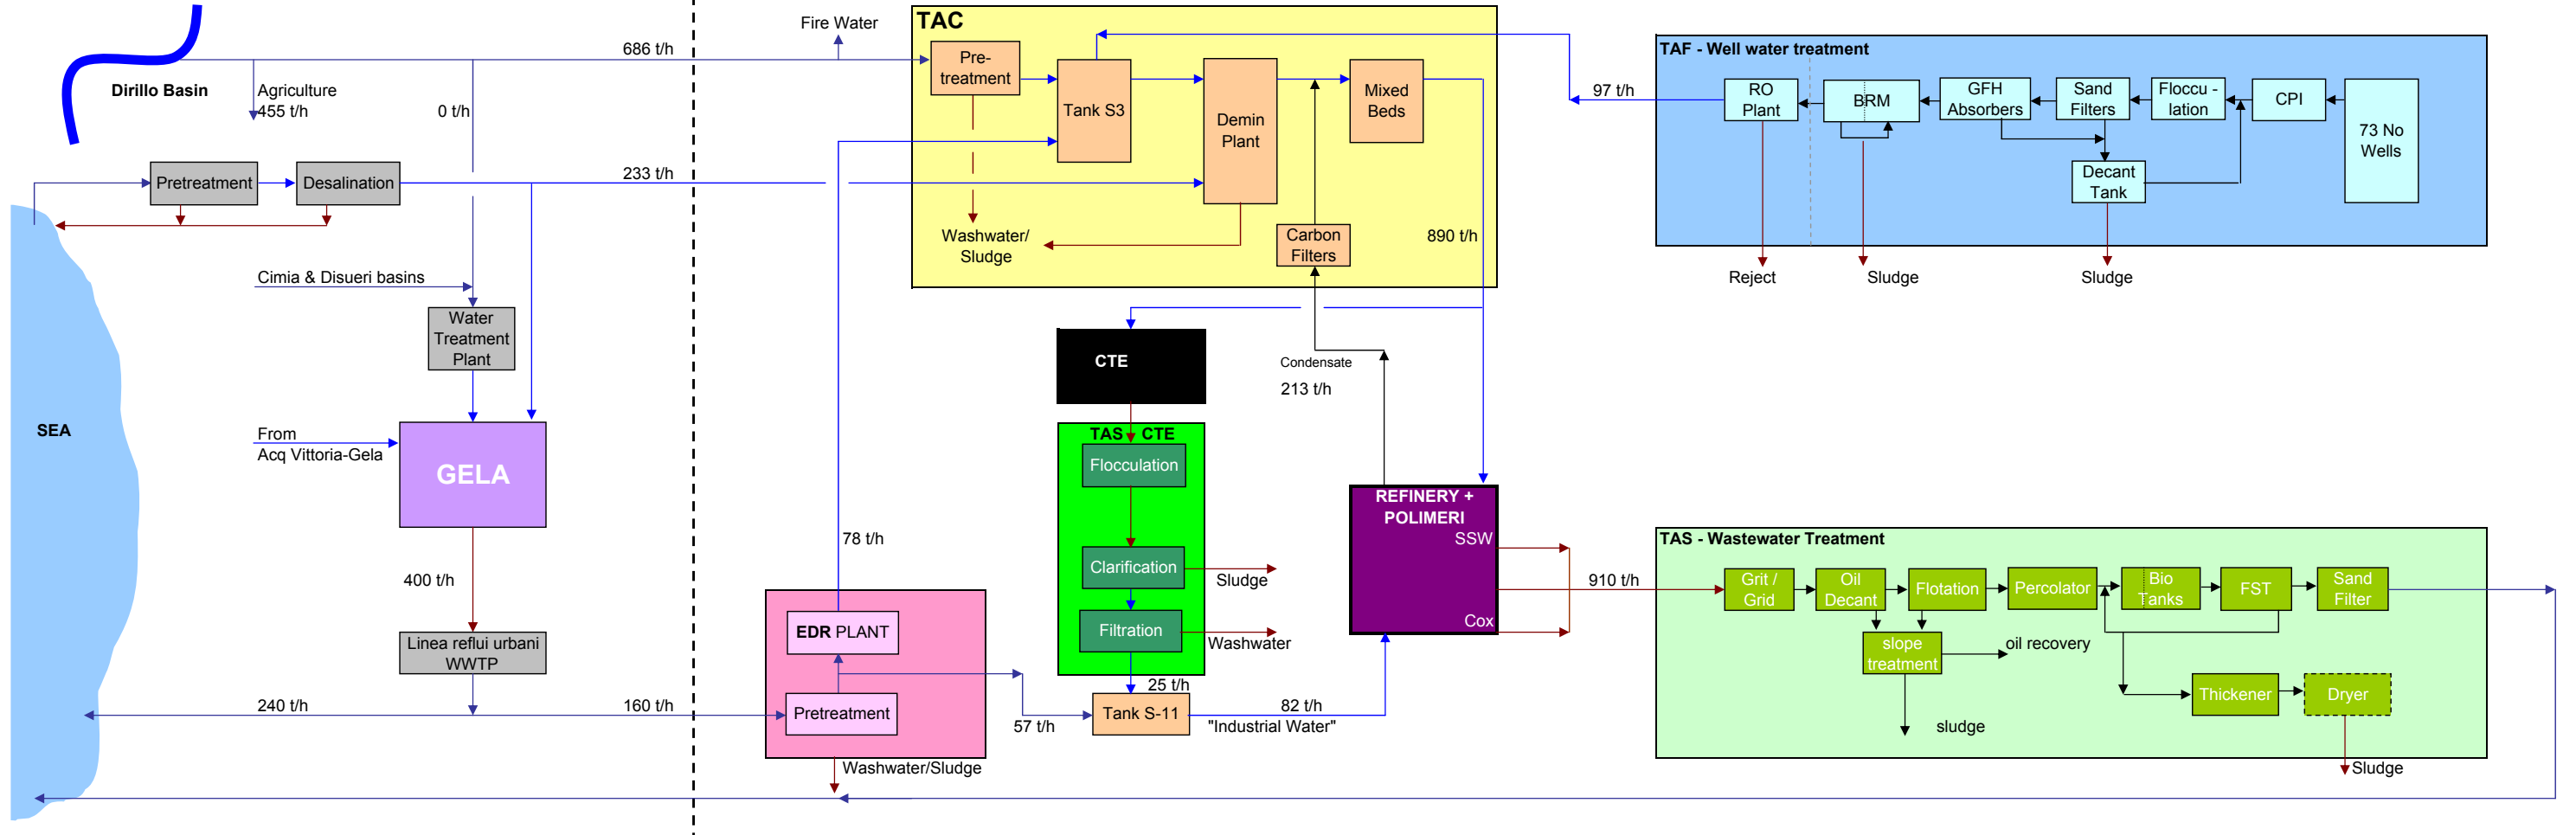 Fire Water
TAC
686 t/h
Dirillo Basin
Agriculture
455 t/h
0 t/h
Pre-
treatment
Tank S3
Demin
Plant
Mixed
Beds
97 t/h
TAF - Well water treatment
RO
Plant
BRM
GFH
Absorbers
Sand
Filters
Floccu -
lation
CPI
73 No
Wells
Decant
Tank
Pretreatment
Desalination
233 t/h
Washwater/
Sludge
Carbon
Filters
890 t/h
Reject
Sludge
Sludge
Cimia & Disueri basins
Water
Treatment
Plant
CTE
Condensate
213 t/h
SEA
From
Acq Vittoria-Gela
GELA
TAS CTE
Flocculation
Clarification
Sludge
Filtration
Washwater
25 t/h
REFINERY +
POLIMERI
SSW
Cox
910 t/h
TAS - Wastewater Treatment
Grit /
Grid
Oil
Decant
Flotation
Percolator
Bio
Tanks
FST
Sand
Filter
slope
treatment
oil recovery
sludge
Thickener
Dryer
Sludge
400 t/h
78 t/h
Linea reflui urbani
WWTP
EDR PLANT
Pretreatment
240 t/h
160 t/h
57 t/h
Tank S-11
82 t/h
"Industrial Water"
Washwater/Sludge